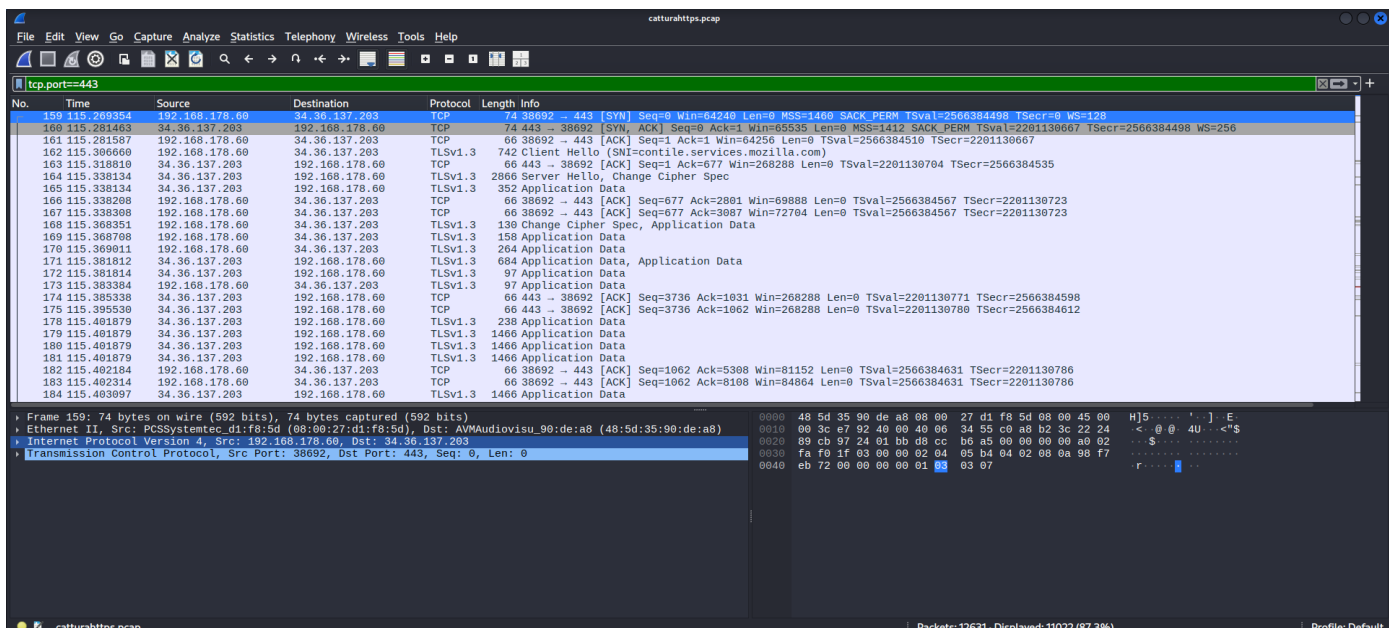 catturahttps.pcap
File Edit View Go Capture Analyze Statistics Telephony Wireless Tools Help
tcp.port==443
No. Time Source Destination Protocol Length Info
159 115.269354 192.168.178.60 34.36.137.203 TCP 74 38692 → 443 [SYN] Seq=0 Win=64240 Len=0 MSS=1460 SACK_PERM TSval=2566384498 TSecr=0 WS=128
160 115.281463 34.36.137.203 192.168.178.60 TCP 74 443 → 38692 [SYN, ACK] Seq=0 Ack=1 Win=65535 Len=0 MSS=1412 SACK_PERM TSval=2201130667 TSecr=2566384498 WS=256
161 115.281587 192.168.178.60 34.36.137.203 TCP 66 38692 → 443 [ACK] Seq=1 Ack=1 Win=64256 Len=0 TSval=2566384510 TSecr=2201130667
162 115.306660 192.168.178.60 34.36.137.203 TLSv1.3 742 Client Hello (SNI=contile.services.mozilla.com)
163 115.318810 34.36.137.203 192.168.178.60 TCP 66 443 → 38692 [ACK] Seq=1 Ack=677 Win=268288 Len=0 TSval=2201130704 TSecr=2566384535
164 115.338134 34.36.137.203 192.168.178.60 TLSv1.3 2866 Server Hello, Change Cipher Spec
165 115.338134 34.36.137.203 192.168.178.60 TLSv1.3 352 Application Data
166 115.338208 192.168.178.60 34.36.137.203 TCP 66 38692 → 443 [ACK] Seq=677 Ack=2801 Win=69888 Len=0 TSval=2566384567 TSecr=2201130723
167 115.338308 192.168.178.60 34.36.137.203 TCP 66 38692 → 443 [ACK] Seq=677 Ack=3087 Win=72704 Len=0 TSval=2566384567 TSecr=2201130723
168 115.368351 192.168.178.60 34.36.137.203 TLSv1.3 130 Change Cipher Spec, Application Data
169 115.368708 192.168.178.60 34.36.137.203 TLSv1.3 158 Application Data
170 115.369011 192.168.178.60 34.36.137.203 TLSv1.3 264 Application Data
171 115.381812 34.36.137.203 192.168.178.60 TLSv1.3 684 Application Data, Application Data
172 115.381814 34.36.137.203 192.168.178.60 TLSv1.3 97 Application Data
173 115.383384 192.168.178.60 34.36.137.203 TLSv1.3 97 Application Data
174 115.385338 34.36.137.203 192.168.178.60 TCP 66 443 → 38692 [ACK] Seq=3736 Ack=1031 Win=268288 Len=0 TSval=2201130771 TSecr=2566384598
175 115.395530 34.36.137.203 192.168.178.60 TCP 66 443 → 38692 [ACK] Seq=3736 Ack=1062 Win=268288 Len=0 TSval=2201130780 TSecr=2566384612
178 115.401879 34.36.137.203 192.168.178.60 TLSv1.3 238 Application Data
179 115.401879 34.36.137.203 192.168.178.60 TLSv1.3 1466 Application Data
180 115.401879 34.36.137.203 192.168.178.60 TLSv1.3 1466 Application Data
181 115.401879 34.36.137.203 192.168.178.60 TLSv1.3 1466 Application Data
182 115.402184 192.168.178.60 34.36.137.203 TCP 66 38692 → 443 [ACK] Seq=1062 Ack=5308 Win=81152 Len=0 TSval=2566384631 TSecr=2201130786
183 115.402314 192.168.178.60 34.36.137.203 TCP 66 38692 → 443 [ACK] Seq=1062 Ack=8108 Win=84864 Len=0 TSval=2566384631 TSecr=2201130786
184 115.403097 34.36.137.203 192.168.178.60 TLSv1.3 1466 Application Data
Frame 159: 74 bytes on wire (592 bits), 74 bytes captured (592 bits)
Ethernet II, Src: PCSSystemtec_d1:f8:5d (08:00:27:d1:f8:5d), Dst: AVMAudiovisu_90:de:a8 (48:5d:35:90:de:a8)
Internet Protocol Version 4, Src: 192.168.178.60, Dst: 34.36.137.203
Transmission Control Protocol, Src Port: 38692, Dst Port: 443, Seq: 0, Len: 0
0000 48 5d 35 90 de a8 08 00 27 d1 f8 5d 08 00 45 00 H]5·····'··]··E·
0010 00 3c e7 92 40 00 40 06 34 55 c0 a8 b2 3c 22 24 ·<··@·@·4U···<"$
0020 89 cb 97 24 01 bb d8 cc b6 a5 00 00 00 00 a0 02 ···$············
0030 fa f0 1f 03 00 00 02 04 05 b4 04 02 08 0a 98 f7 ················
0040 eb 72 00 00 00 00 01 03 03 07 ·r········
catturahttps.pcap
Packets: 12631 · Displayed: 11022 (87.3%)
Profile: Default